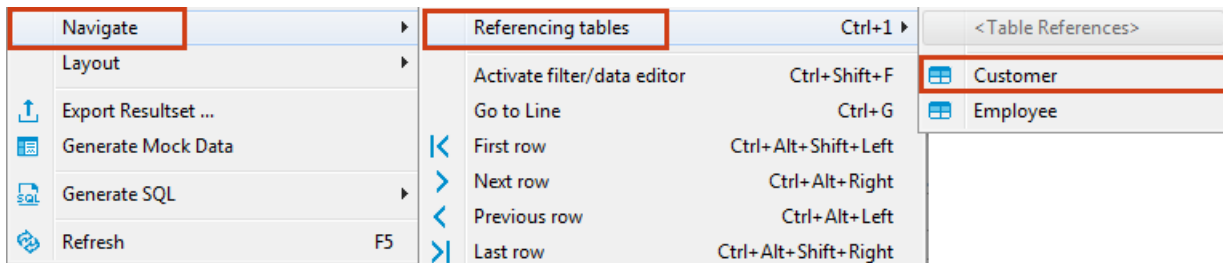 Navigate
Layout
Export Resultset ...
Generate Mock Data
SQL
Generate SQL
Refresh F5
Referencing tables Ctrl+1
Activate filter/data editor Ctrl+Shift+F
Go to Line Ctrl+G
First row Ctrl+Alt+Shift+Left
Next row Ctrl+Alt+Right
Previous row Ctrl+Alt+Left
Last row Ctrl+Alt+Shift+Right
<Table References>
Customer
Employee